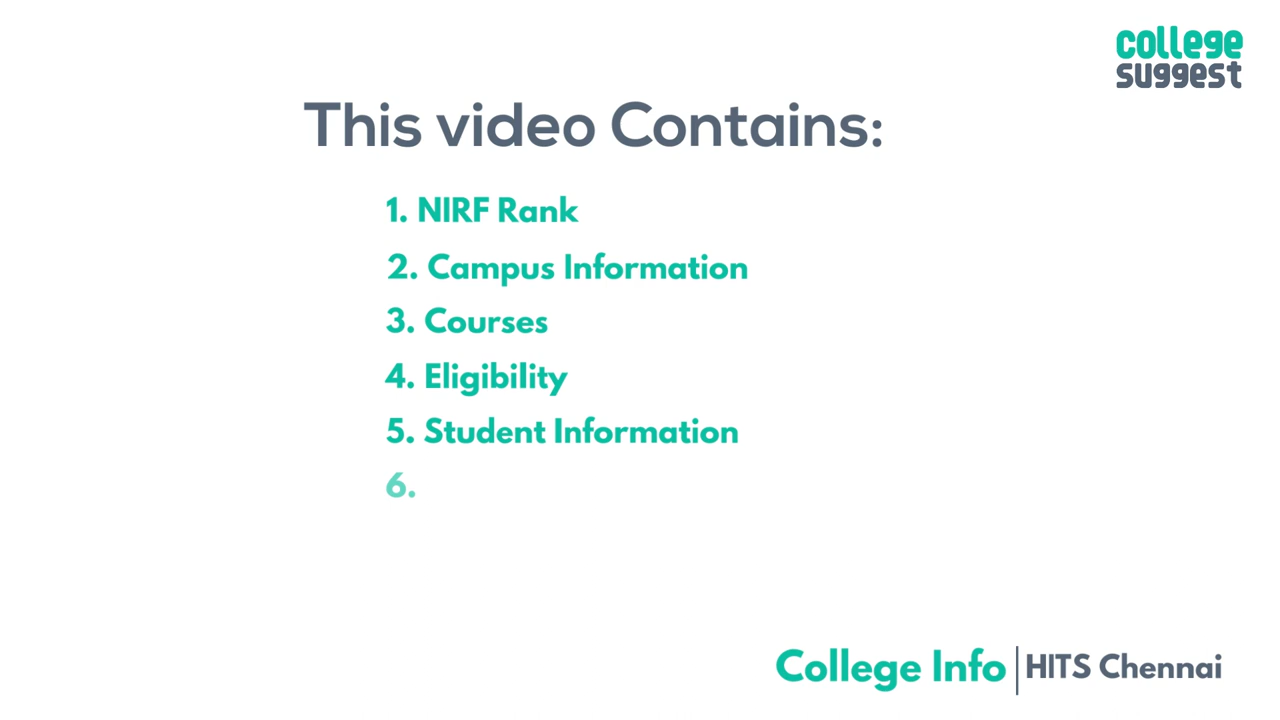 college
suggest
This video Contains:
1. NIRF Rank
2. Campus Information
3. Courses
4. Eligibility
5. Student Information
6.
College Info | HITS Chennai